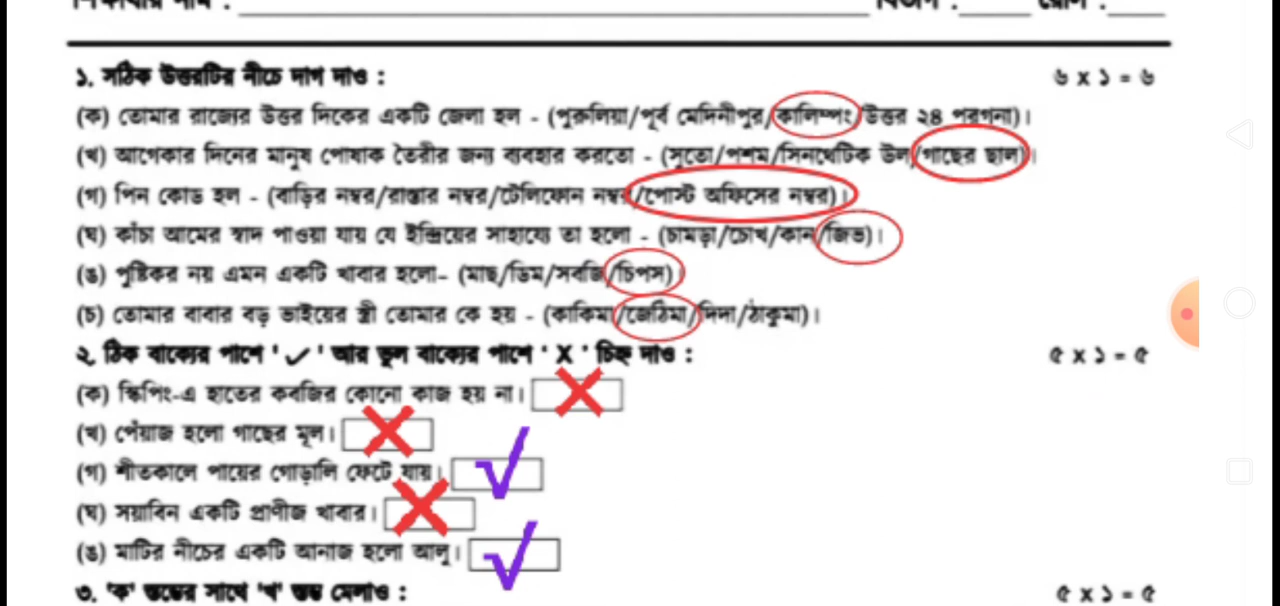 শিক্ষার্থীর নাম : বিভাগ : রোল :
১. সঠিক উত্তরটির নীচে দাগ দাও : ৬ x ১ = ৬
(ক) তোমার রাজ্যের উত্তর দিকের একটি জেলা হল - (পুরুলিয়া/পূর্ব মেদিনীপুর/কালিম্পং/উত্তর ২৪ পরগনা)।
(খ) আগেকার দিনের মানুষ পোষাক তৈরীর জন্য ব্যবহার করতো - (সুতো/পশম/সিনথেটিক উল/গাছের ছাল)।
(গ) পিন কোড হল - (বাড়ির নম্বর/রাস্তার নম্বর/টেলিফোন নম্বর/পোস্ট অফিসের নম্বর)।
(ঘ) কাঁচা আমের স্বাদ পাওয়া যায় যে ইন্দ্রিয়ের সাহায্যে তা হলো - (চামড়া/চোখ/কান/জিভ)।
(ঙ) পুষ্টিকর নয় এমন একটি খাবার হলো- (মাছ/ডিম/সবজি/চিপস)।
(চ) তোমার বাবার বড় ভাইয়ের স্ত্রী তোমার কে হয় - (কাকিমা/জেঠিমা/দিদা/ঠাকুমা)।
২. ঠিক বাক্যের পাশে ' ✓ ' আর ভুল বাক্যের পাশে ' X ' চিহ্ন দাও : ৫ x ১ = ৫
(ক) স্কিপিং-এ হাতের কবজির কোনো কাজ হয় না।
(খ) পেঁয়াজ হলো গাছের মূল।
(গ) শীতকালে পায়ের গোড়ালি ফেটে যায়।
(ঘ) সয়াবিন একটি প্রাণীজ খাবার।
(ঙ) মাটির নীচের একটি আনাজ হলো আলু।
৩. 'ক' স্তম্ভের সাথে 'খ' স্তম্ভ মেলাও : ৫ x ১ = ৫